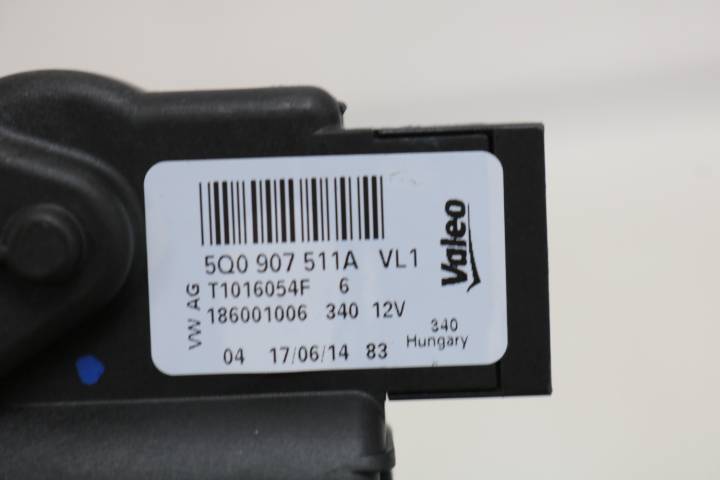 5Q0 907 511A VL1
T1016054F 6
186001006 340 12V
04 17/06/14 83
VW AG
Valeo
340
Hungary